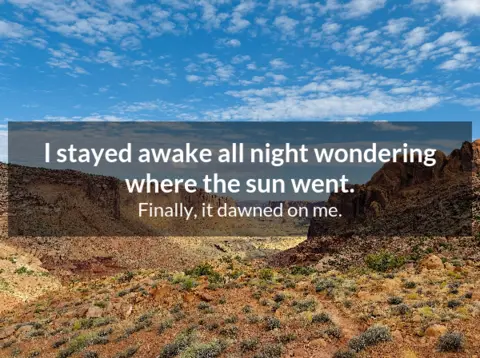 I stayed awake all night wondering
where the sun went.
Finally, it dawned on me.